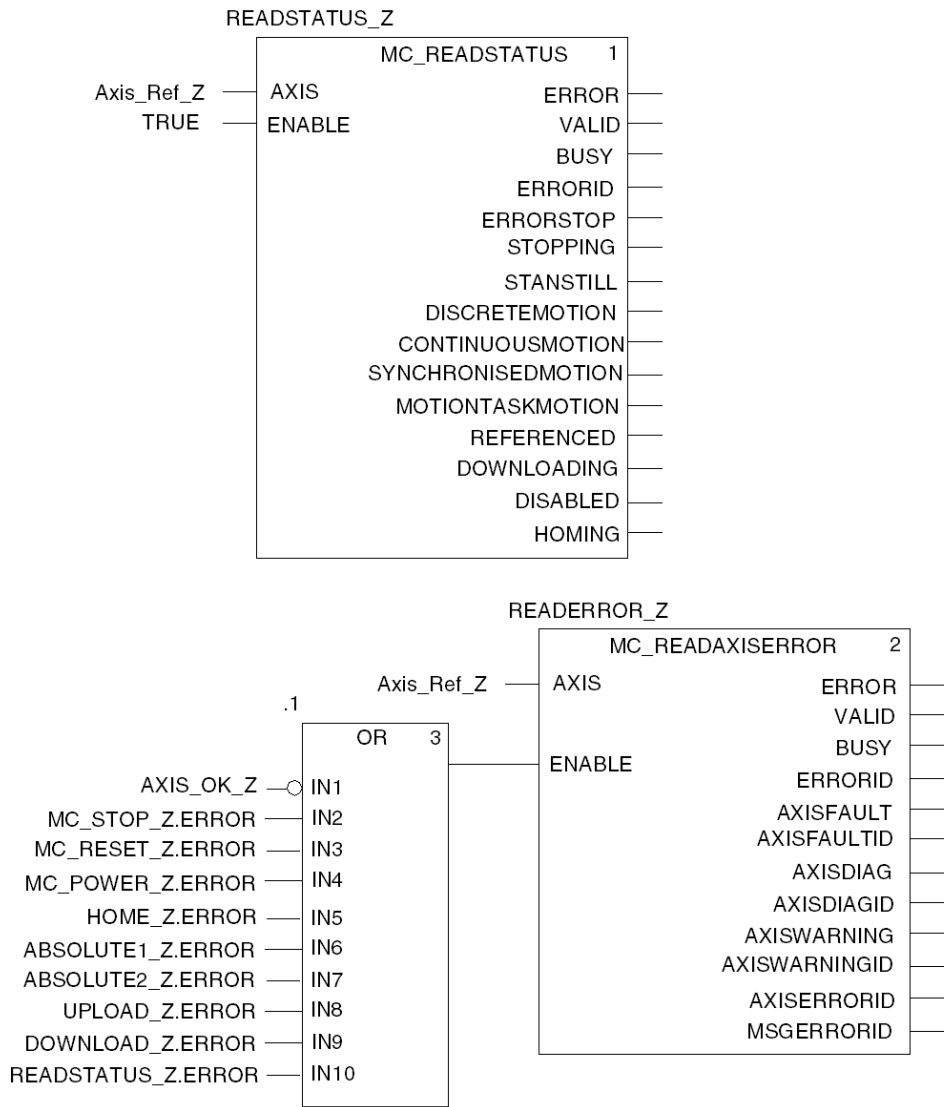 READSTATUS_Z
MC_READSTATUS 1
Axis_Ref_Z AXIS
ERROR
TRUE ENABLE
VALID
BUSY
ERRORID
ERRORSTOP
STOPPING
STANSTILL
DISCRETEMOTION
CONTINUOUSMOTION
SYNCHRONISEDMOTION
MOTIONTASKMOTION
REFERENCED
DOWNLOADING
DISABLED
HOMING
READERROR_Z
MC_READAXISERROR 2
Axis_Ref_Z AXIS
ERROR
VALID
BUSY
ENABLE
ERRORID
AXISFAULT
AXISFAULTID
AXISDIAG
AXISDIAGID
AXISWARNING
AXISWARNINGID
AXISERRORID
MSGERRORID
.1
OR 3
AXIS_OK_Z IN1
MC_STOP_Z.ERROR IN2
MC_RESET_Z.ERROR IN3
MC_POWER_Z.ERROR IN4
HOME_Z.ERROR IN5
ABSOLUTE1_Z.ERROR IN6
ABSOLUTE2_Z.ERROR IN7
UPLOAD_Z.ERROR IN8
DOWNLOAD_Z.ERROR IN9
READSTATUS_Z.ERROR IN10